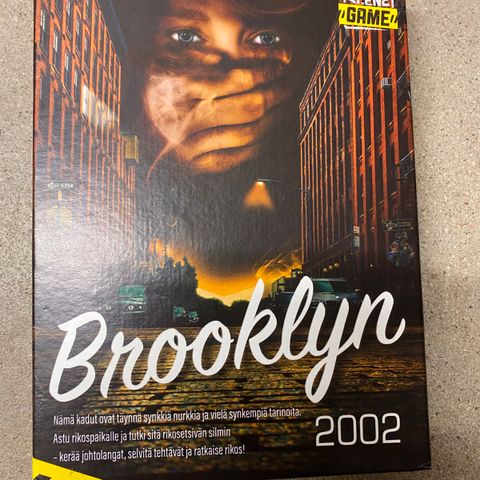 GAME
Brooklyn
2002
Nämä kadut ovat täynnä synkkiä nurkkia ja vielä synkempiä tarinoita.
Astu rikospaikalle ja tutki sitä rikosetsivän silmin
- kerää johtolangat, selvitä tehtävät ja ratkaise rikos!